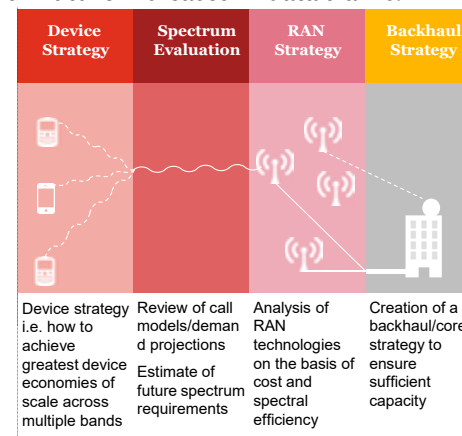 Device
Strategy
Spectrum
Evaluation
RAN
Strategy
Backhaul
Strategy
Device strategy
i.e. how to
achieve
greatest device
economies of
scale across
multiple bands
Review of call
models/deman
d projections
Estimate of
future spectrum
requirements
Analysis of
RAN
technologies
on the basis of
cost and
spectral
efficiency
Creation of a
backhaul/core
strategy to
ensure
sufficient
capacity